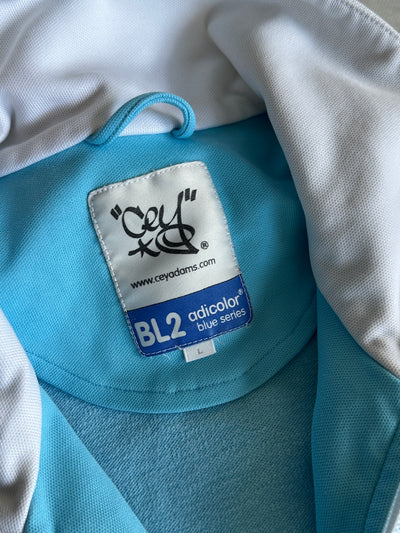 "Cey"
®
www.ceyadams.com
BL2 adicolor®
blue series
L